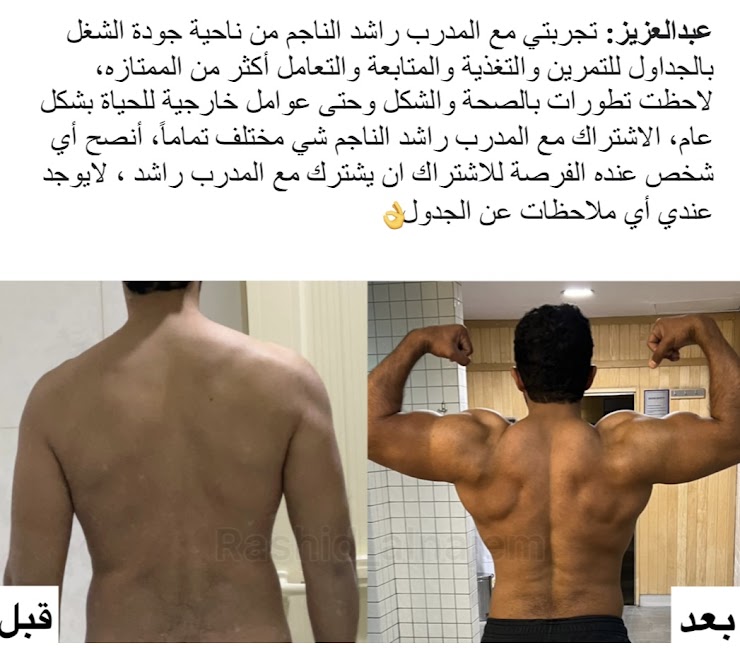 عبدالعزيز: تجربتي مع المدرب راشد الناجم من ناحية جودة الشغل
بالجداول للتمرين والتغذية والمتابعة والتعامل أكثر من الممتازه،
لاحظت تطورات بالصحة والشكل وحتى عوامل خارجية للحياة بشكل
عام، الاشتراك مع المدرب راشد الناجم شي مختلف تماماً، أنصح أي
شخص عنده الفرصة للاشتراك ان يشترك مع المدرب راشد ، لايوجد
عندي أي ملاحظات عن الجدول👌
Rashid_alnajem
قبل
بعد